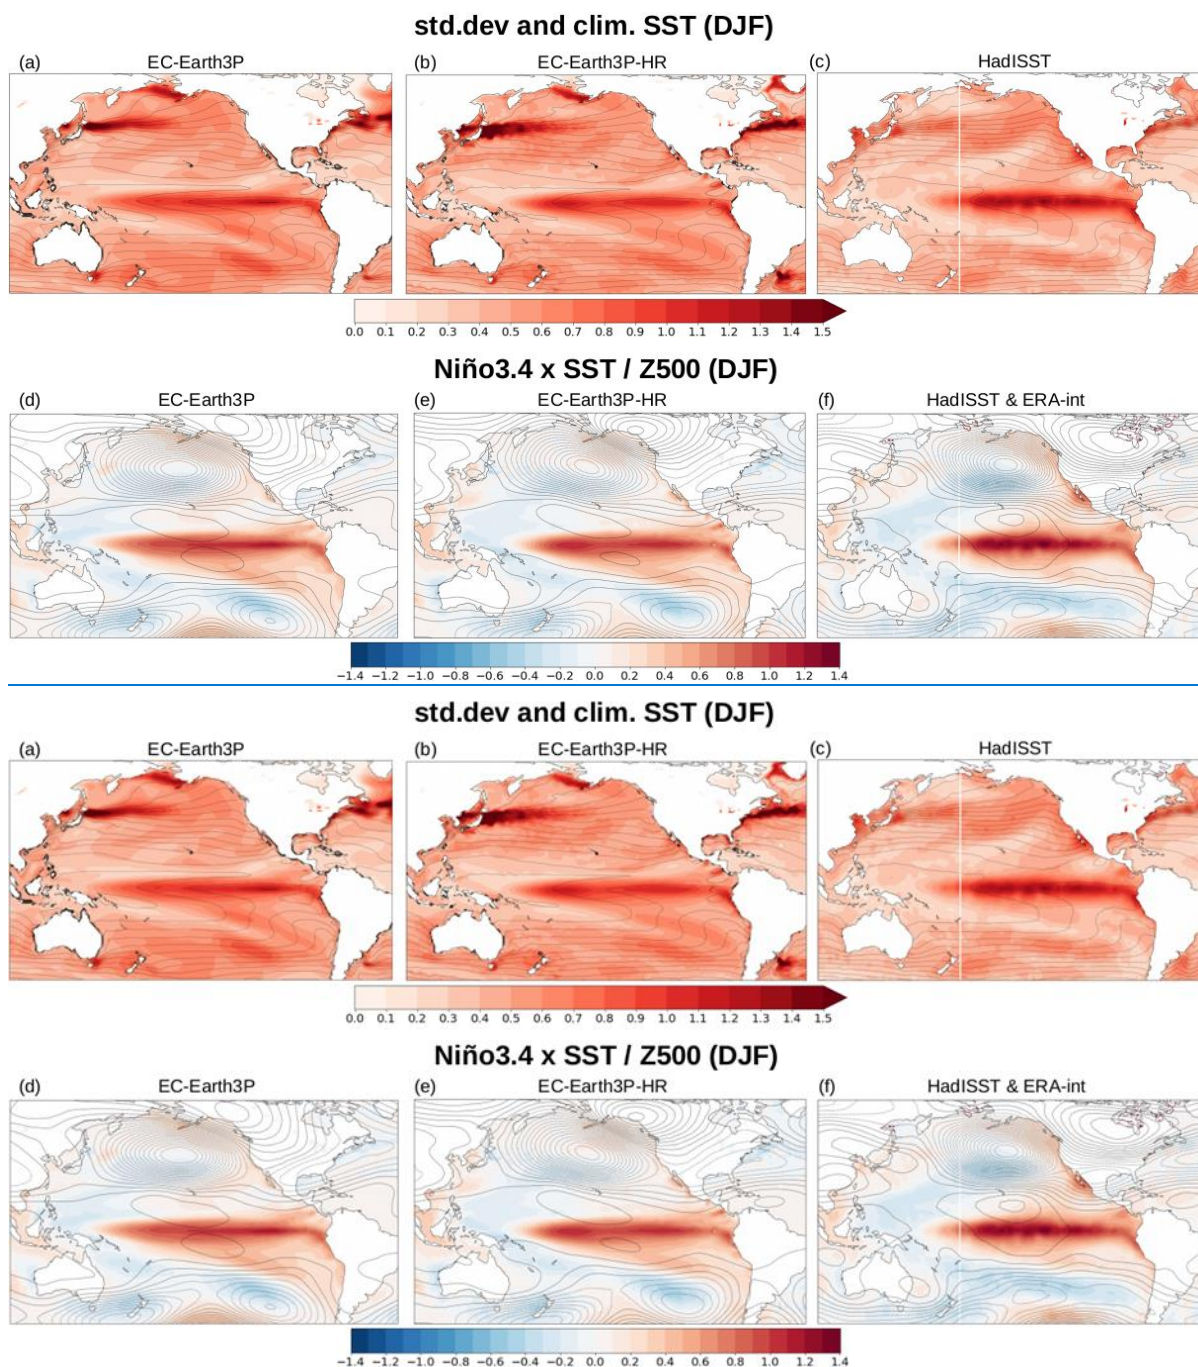 std.dev and clim. SST (DJF)
(a) EC-Earth3P (b) EC-Earth3P-HR (c) HadISST
0.0 0.1 0.2 0.3 0.4 0.5 0.6 0.7 0.8 0.9 1.0 1.1 1.2 1.3 1.4 1.5
Niño3.4 x SST / Z500 (DJF)
(d) EC-Earth3P (e) EC-Earth3P-HR (f) HadISST & ERA-int
−1.4 −1.2 −1.0 −0.8 −0.6 −0.4 −0.2 0.0 0.2 0.4 0.6 0.8 1.0 1.2 1.4
std.dev and clim. SST (DJF)
(a) EC-Earth3P (b) EC-Earth3P-HR (c) HadISST
0.0 0.1 0.2 0.3 0.4 0.5 0.6 0.7 0.8 0.9 1.0 1.1 1.2 1.3 1.4 1.5
Niño3.4 x SST / Z500 (DJF)
(d) EC-Earth3P (e) EC-Earth3P-HR (f) HadISST & ERA-int
−1.4 −1.2 −1.0 −0.8 −0.6 −0.4 −0.2 0.0 0.2 0.4 0.6 0.8 1.0 1.2 1.4